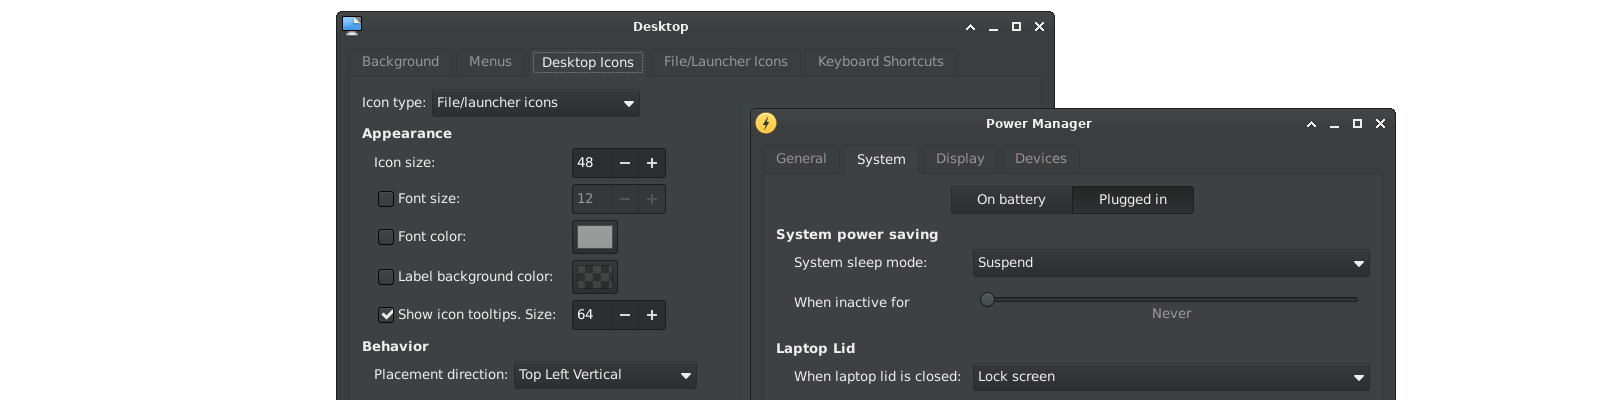 Desktop
Background Menus Desktop Icons File/Launcher Icons Keyboard Shortcuts
Icon type: File/launcher icons
Appearance
Icon size: 48
Font size: 12
Font color:
Label background color:
Show icon tooltips. Size: 64
Behavior
Placement direction: Top Left Vertical
Power Manager
General System Display Devices
On battery Plugged in
System power saving
System sleep mode: Suspend
When inactive for
Never
Laptop Lid
When laptop lid is closed: Lock screen